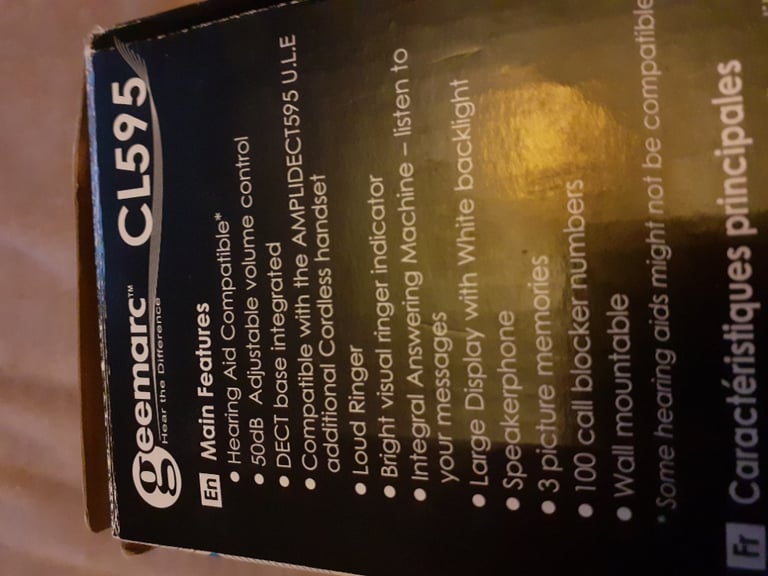 geemarc™ CL595
Hear the Difference
En Main Features
• Hearing Aid Compatible*
• 50dB Adjustable volume control
• DECT base integrated
• Compatible with the AMPLIDECT595 U.L.E
additional Cordless handset
• Loud Ringer
• Bright visual ringer indicator
• Integral Answering Machine – listen to
your messages
• Large Display with White backlight
• Speakerphone
• 3 picture memories
• 100 call blocker numbers
• Wall mountable
* Some hearing aids might not be compatible
Fr Caractéristiques principales